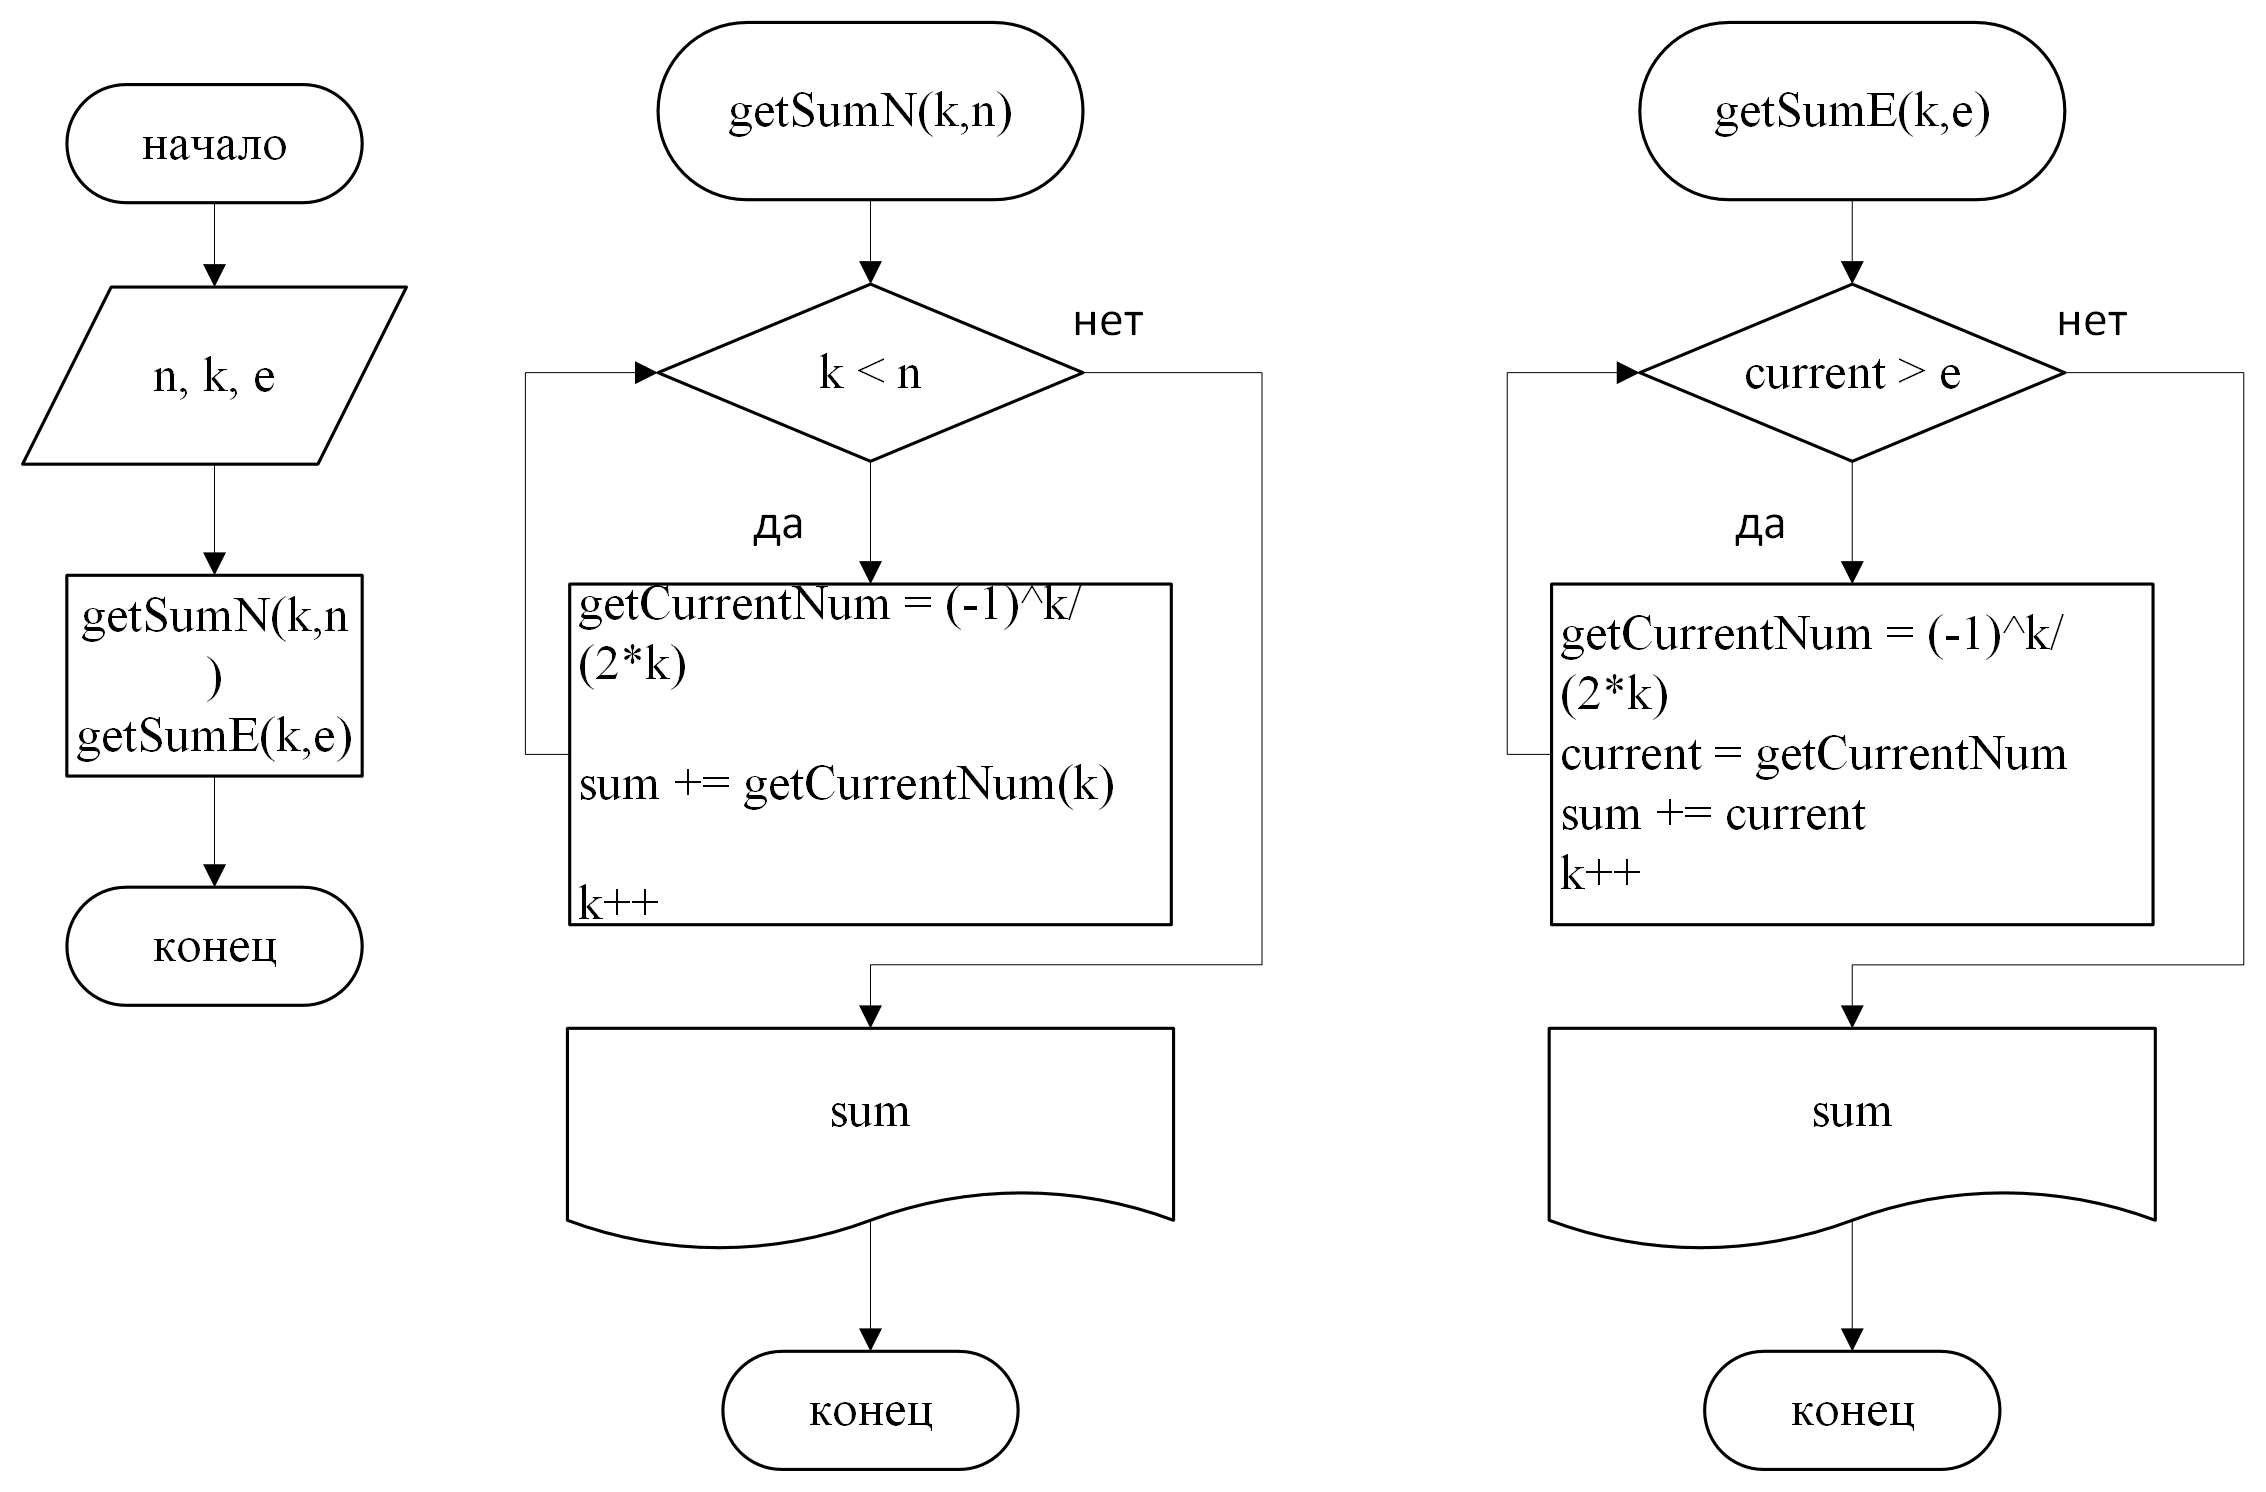 начало
n, k, e
getSumN(k,n
)
getSumE(k,e)
конец
getSumN(k,n)
k < n
нет
да
getCurrentNum = (-1)^k/
(2*k)
sum += getCurrentNum(k)
k++
sum
конец
getSumE(k,e)
current > e
нет
да
getCurrentNum = (-1)^k/
(2*k)
current = getCurrentNum
sum += current
k++
sum
конец